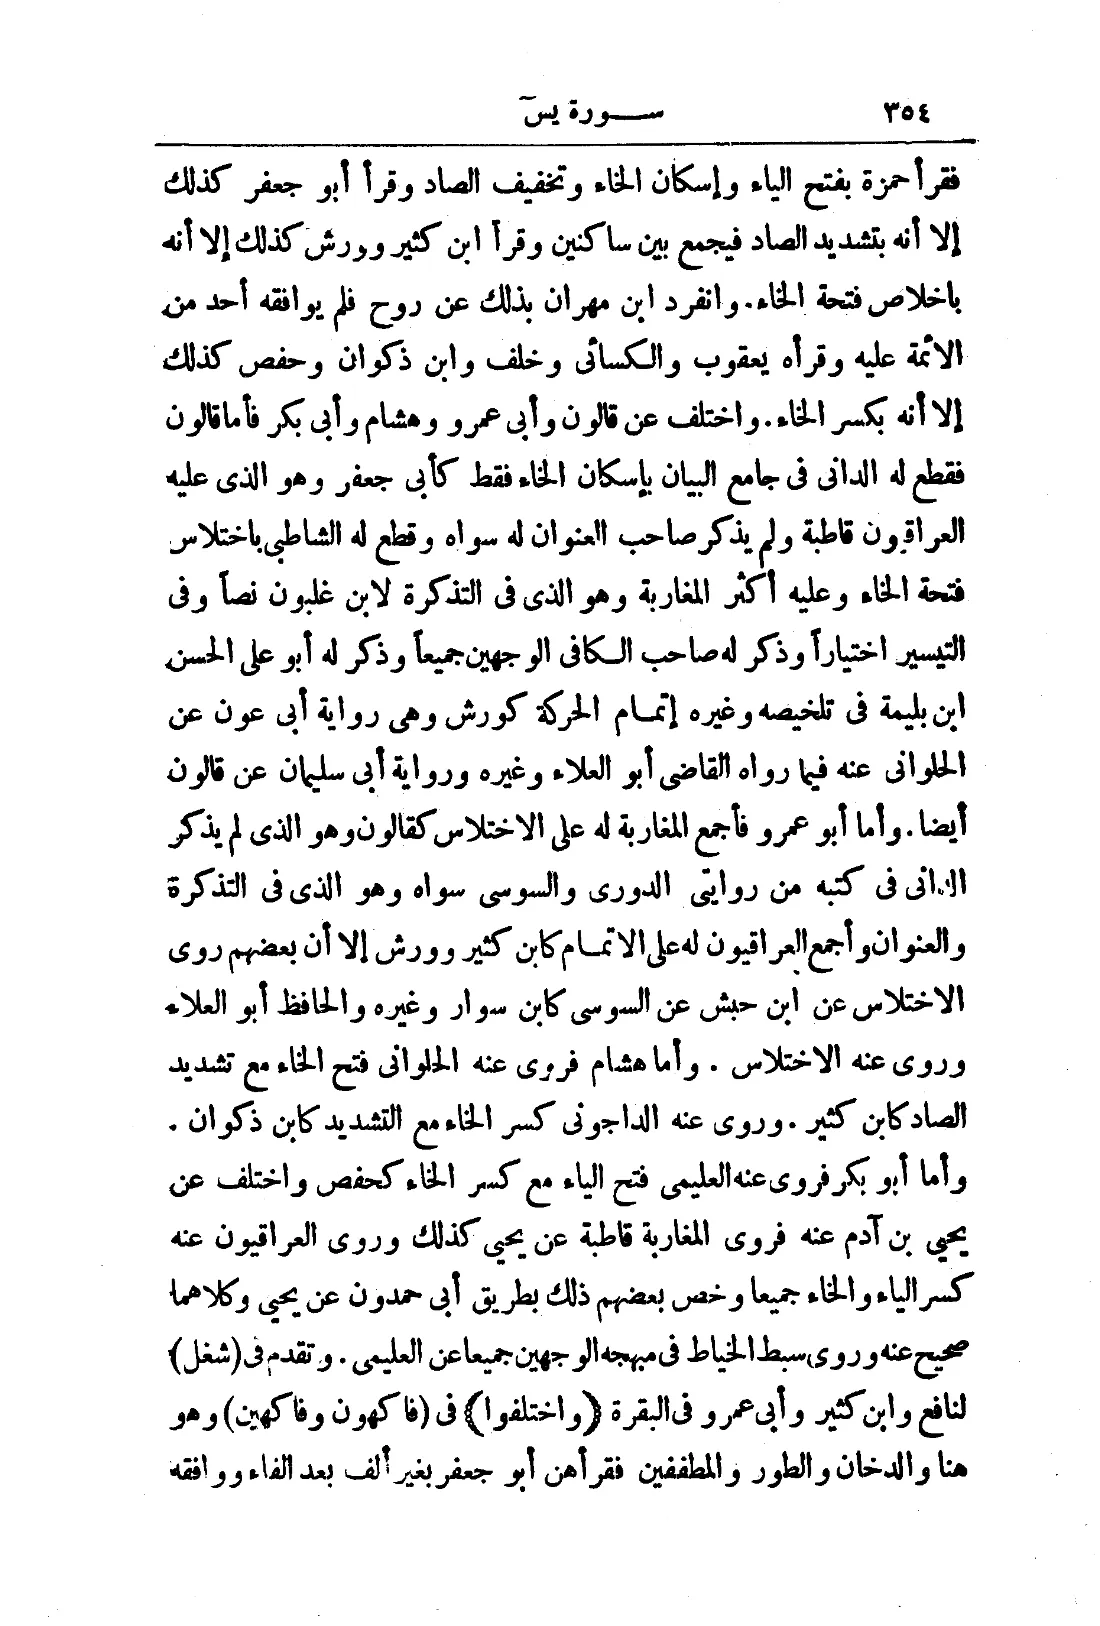 ٣٥٤ ســـورة يسٓ
فقرأ حمزة بفتح الياء وإسكان الخاء وتخفيف الصاد وقرأ أبو جعفر كذلك
إلا أنه بتشديد الصاد فيجمع بين ساكنين وقرأ ابن كثير وورش كذلك إلا أنه
باخلاص فتحة الخاء. وانفرد ابن مهران بذلك عن روح فلم يوافقه أحد من
الائمة عليه وقرأه يعقوب والكسائى وخلف وابن ذكوان وحفص كذلك
إلا أنه بكسر الخاء. واختلف عن قالون وأبى عمرو وهشام وأبى بكر فأما قالون
فقطع له الدانى فى جامع البيان بإسكان الخاء فقط كأبى جعفر وهو الذى عليه
العراقيون قاطبة ولم يذكر صاحب العنوان له سواه وقطع له الشاطبى باختلاس
فتحة الخاء وعليه أكثر المغاربة وهو الذى فى التذكرة لابن غلبون نصاً وفى
التيسير اختياراً وذكر له صاحب الكافى الوجهين جميعاً وذكر له أبو على الحسن
ابن بليمة فى تلخيصه وغيره إتمـام الحركة كورش وهى رواية أبى عون عن
الحلوانى عنه فيما رواه القاضى أبو العلاء وغيره ورواية أبى سليمان عن قالون
أيضا. وأما أبو عمرو فأجمع المغاربة له على الاختلاس كقالون وهو الذى لم يذكر
الدانى فى كتبه من روايتى الدورى والسوسى سواه وهو الذى فى التذكرة
والعنوان وأجمع العراقيون له على الاتمـام كابن كثير وورش إلا أن بعضهم روى
الاختلاس عن ابن حبش عن السوسى كابن سوار وغيره والحافظ أبو العلاء
وروى عنه الاختلاس . وأما هشام فروى عنه الحلوانى فتح الخاء مع تشديد
الصاد كابن كثير . وروى عنه الداجونى كسر الخاء مع التشديد كابن ذكوان .
وأما أبو بكر فروى عنه العليمى فتح الياء مع كسر الخاء كحفص واختلف عن
يحيى بن آدم عنه فروى المغاربة قاطبة عن يحيى كذلك وروى العراقيون عنه
كسر الياء والخاء جميعا وخص بعضهم ذلك بطريق أبى حمدون عن يحيى وكلاهما
صحيح عنه وروى سبط الخياط فى مبهجه الوجهين جميعا عن العليمى . وتقدم فى (شغل)
لنافع وابن كثير وأبى عمرو فى البقرة (واختلفوا) فى (فاكهون وفاكهين) وهو
هنا والدخان والطور والمطففين فقرأهن أبو جعفر بغير ألف بعد الفاء ووافقه